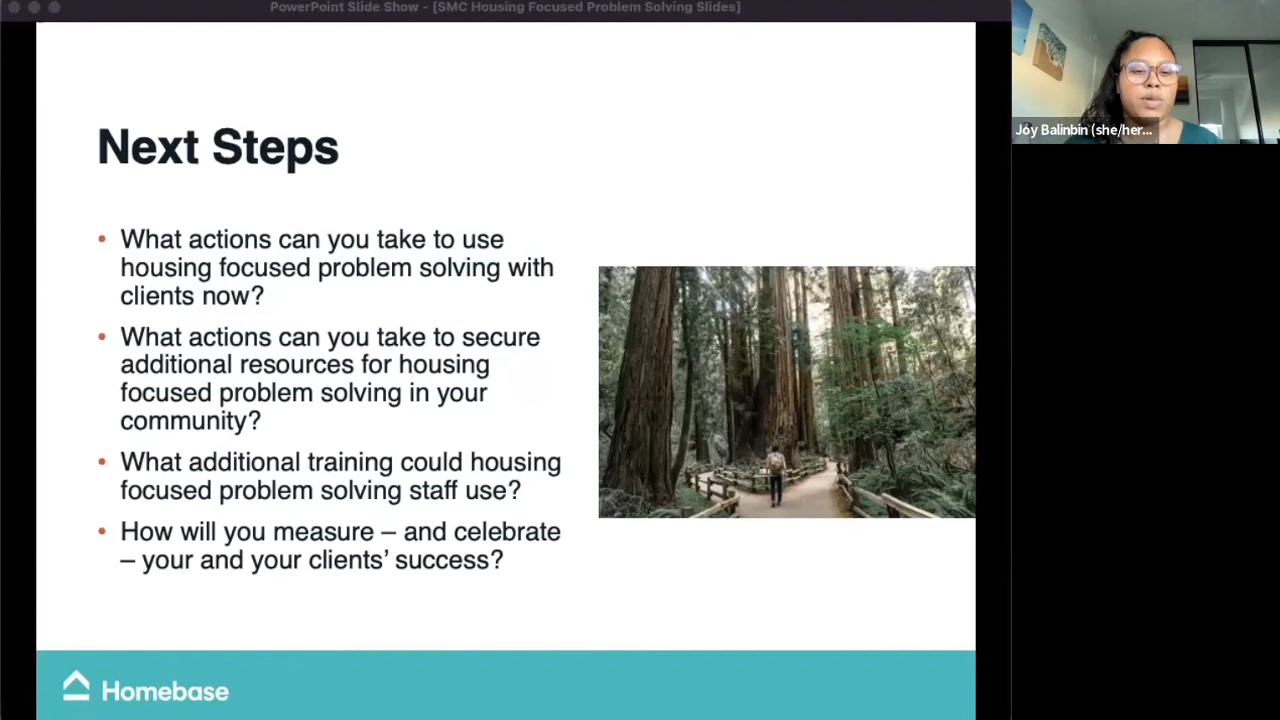 PowerPoint Slide Show - [SMC Housing Focused Problem Solving Slides]
Joy Balinbin (she/her...
Next Steps
• What actions can you take to use
housing focused problem solving with
clients now?
• What actions can you take to secure
additional resources for housing
focused problem solving in your
community?
• What additional training could housing
focused problem solving staff use?
• How will you measure – and celebrate
– your and your clients’ success?
Homebase